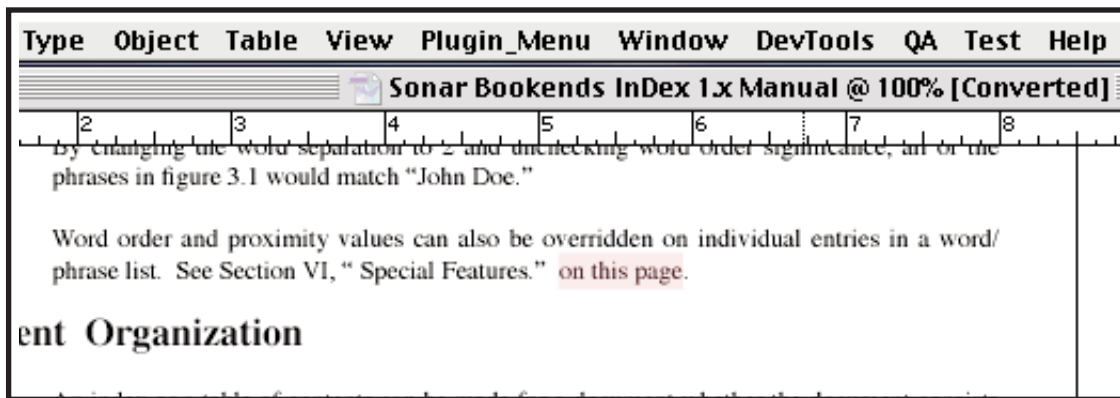 Type Object Table View Plugin_Menu Window DevTools QA Test Help
Sonar Bookends InDex 1.x Manual @ 100% [Converted]
2 3 4 5 6 7 8
By changing the word separation to 2 and unchecking word order significance, all of the
phrases in figure 3.1 would match “John Doe.”
Word order and proximity values can also be overridden on individual entries in a word/
phrase list. See Section VI, “ Special Features.” on this page.
ent Organization